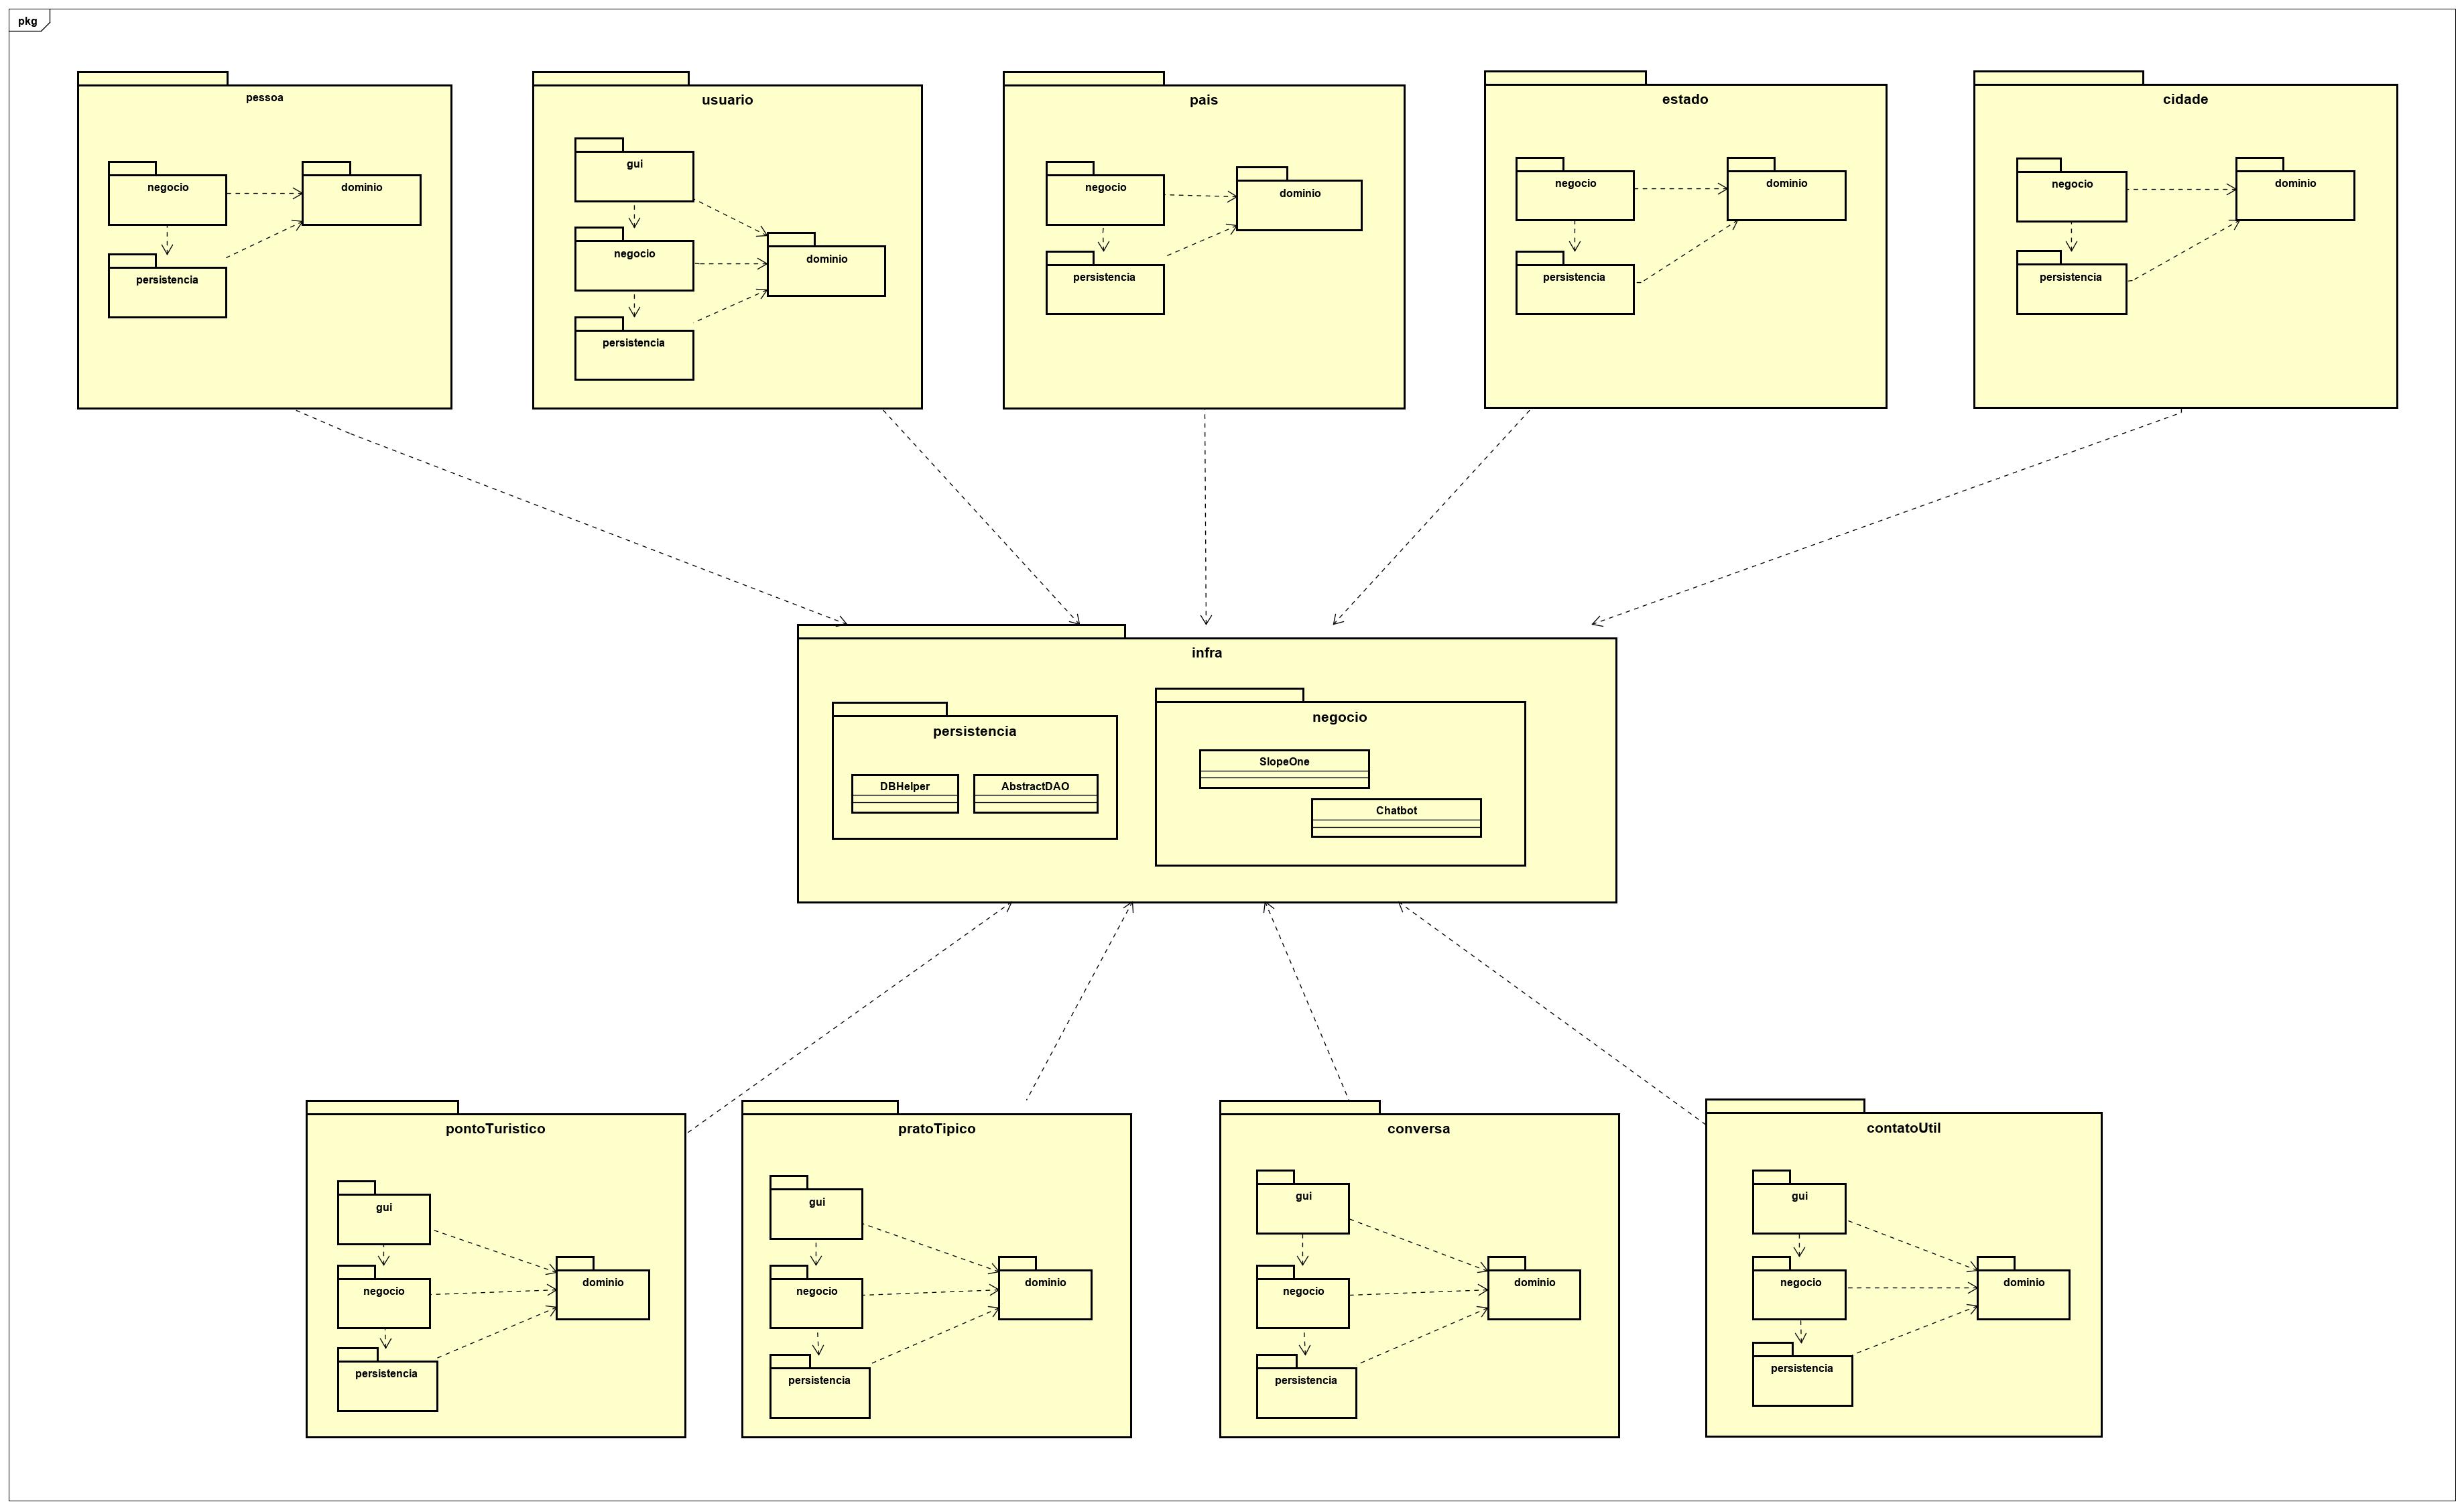 pkg
pessoa
negocio
dominio
persistencia
usuario
gui
negocio
dominio
persistencia
pais
negocio
dominio
persistencia
estado
negocio
dominio
persistencia
cidade
negocio
dominio
persistencia
infra
persistencia
DBHelper
AbstractDAO
negocio
SlopeOne
Chatbot
pontoTuristico
gui
negocio
dominio
persistencia
pratoTipico
gui
negocio
dominio
persistencia
conversa
gui
negocio
dominio
persistencia
contatoUtil
gui
negocio
dominio
persistencia